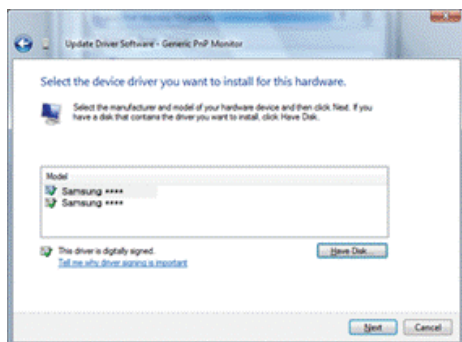 Update Driver Software - Generic PnP Monitor
Select the device driver you want to install for this hardware.
Select the manufacturer and model of your hardware device and then click Next. If you
have a disk that contains the driver you want to install, click Have Disk.
Model
Samsung ****
Samsung ****
This driver is digitally signed.
Have Disk...
Tell me why driver signing is important
Next
Cancel